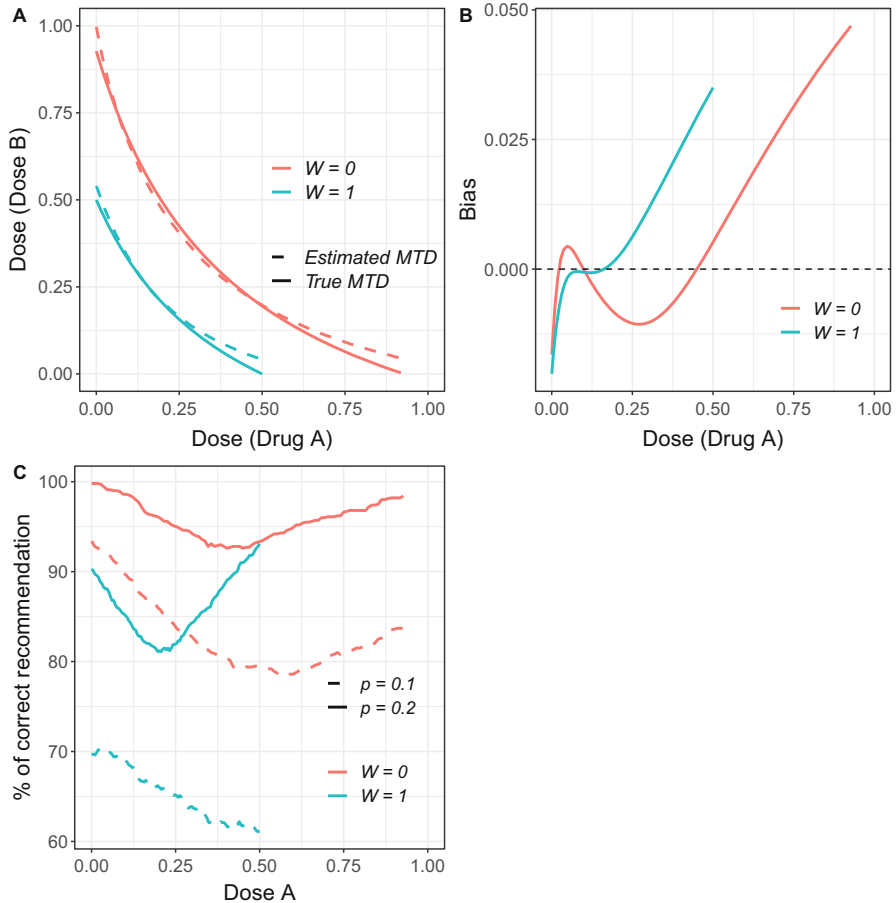 A
1.00
0.75
0.50
0.25
0.00
Dose (Dose B)
W = 0
W = 1
Estimated MTD
True MTD
0.00 0.25 0.50 0.75 1.00
Dose (Drug A)
B
0.050
0.025
0.000
Bias
W = 0
W = 1
0.00 0.25 0.50 0.75 1.00
Dose (Drug A)
C
100
90
80
70
60
% of correct recommendation
p = 0.1
p = 0.2
W = 0
W = 1
0.00 0.25 0.50 0.75 1.00
Dose A